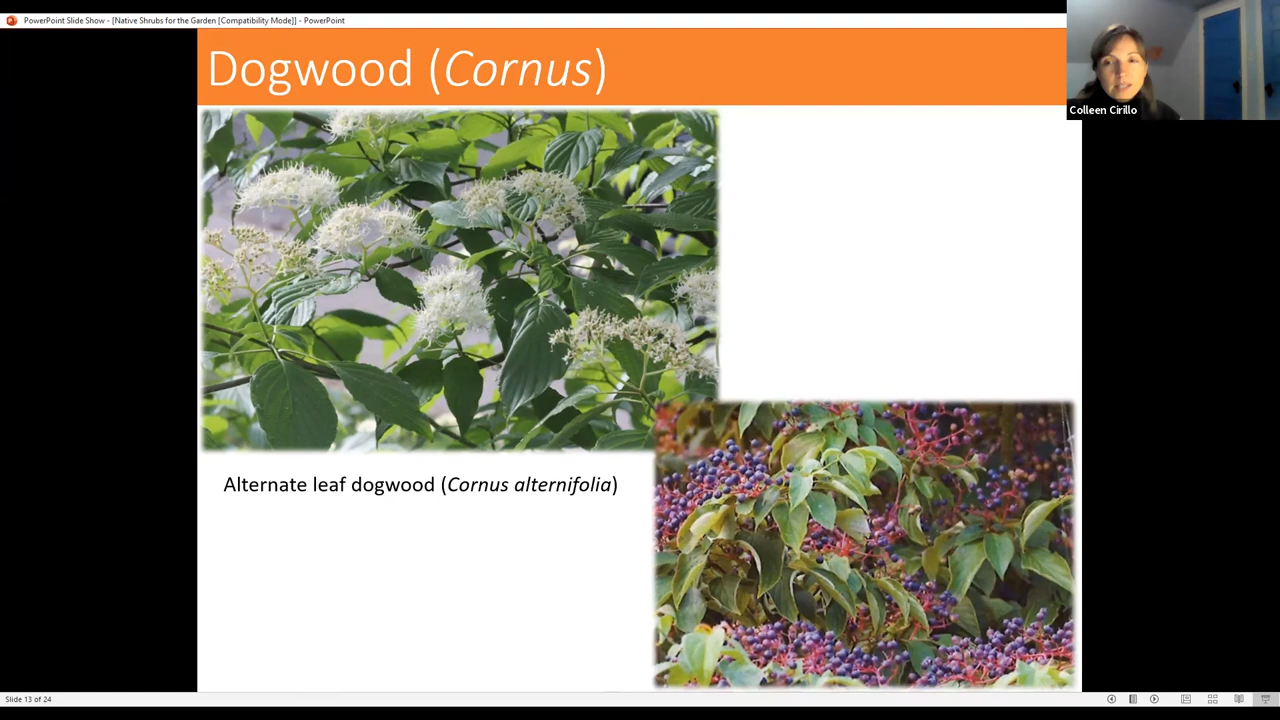 PowerPoint Slide Show - [Native Shrubs for the Garden [Compatibility Mode]] - PowerPoint
Dogwood (Cornus)
Colleen Cirillo
Alternate leaf dogwood (Cornus alternifolia)
Slide 13 of 24